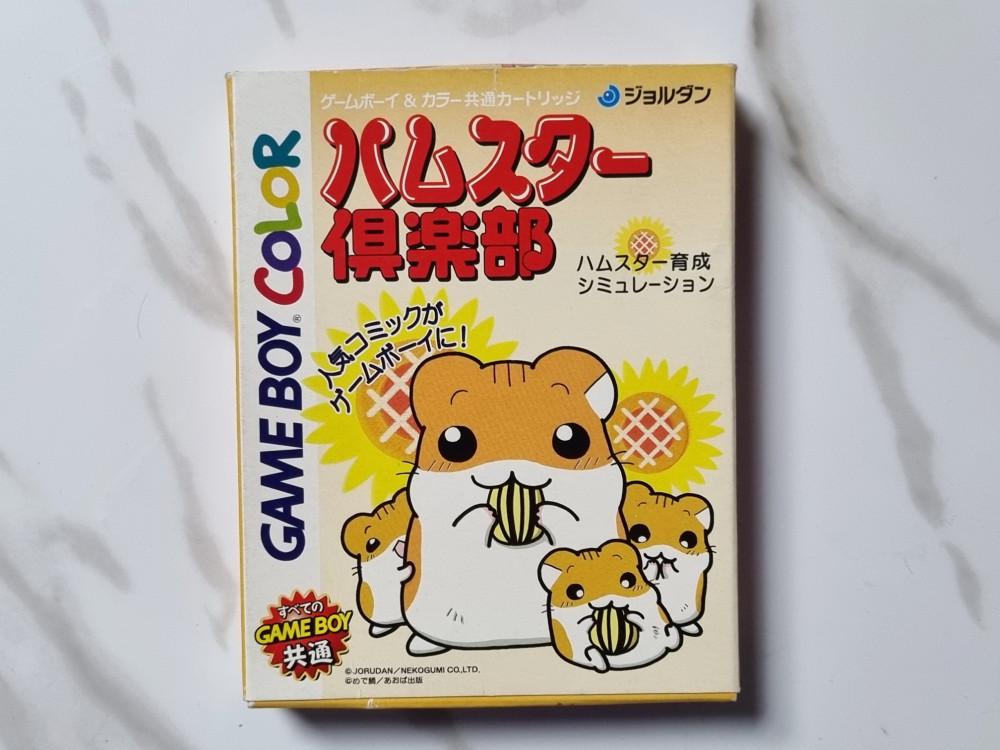 ゲームボーイ & カラー共通カートリッジ
ジョルダン
ハムスター
倶楽部
ハムスター育成
シミュレーション
人気コミックが
ゲームボーイに!
GAME BOY® COLOR
すべての
GAME BOY
共通
©JORUDAN/NEKOGUMI CO.,LTD.
©めで鯛/あおば出版